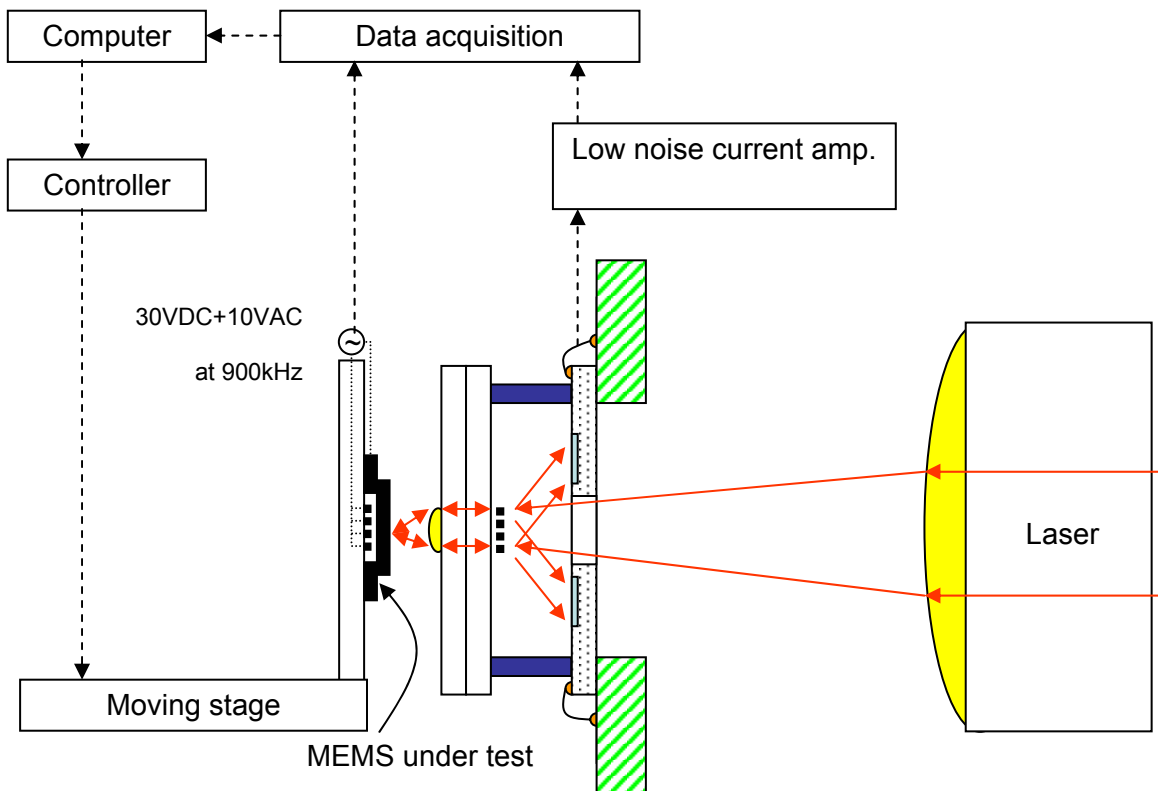 Computer
Data acquisition
Low noise current amp.
Controller
30VDC+10VAC
~
at 900kHz
Laser
Moving stage
MEMS under test